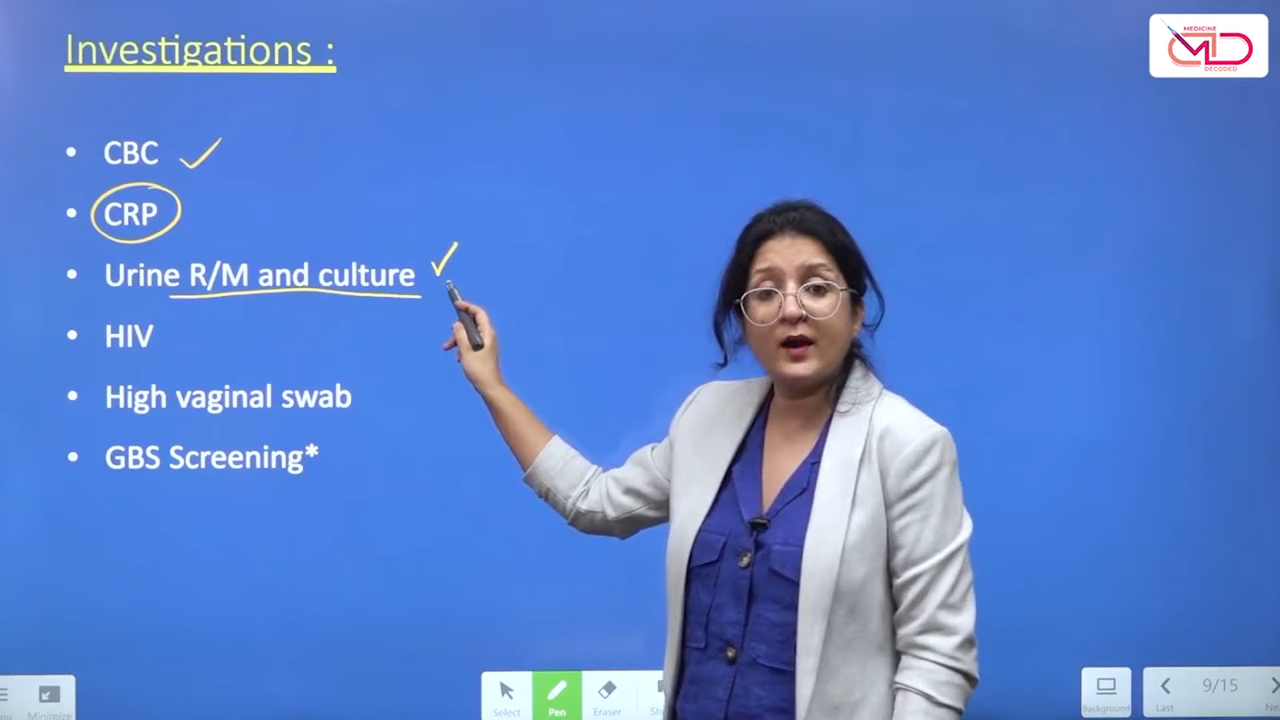 Investigations :
MEDICINE
MD
DECODED
• CBC
• CRP
• Urine R/M and culture
• HIV
• High vaginal swab
• GBS Screening*
Minimize
Select
Pen
Eraser
Background
Last
9/15